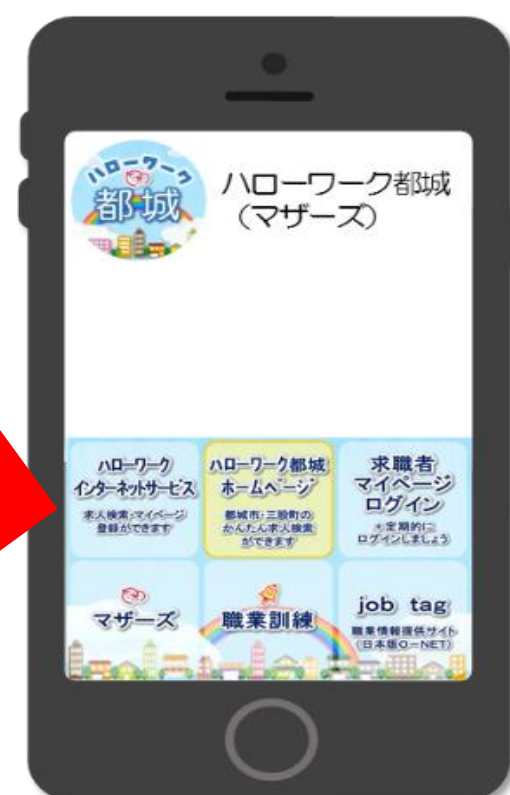 ハローワーク
都城
ハローワーク都城
(マザーズ)
ハローワーク
インターネットサービス
求人検索・マイページ
登録ができます
ハローワーク都城
ホームページ
都城市・三股町の
かんたん求人検索
ができます
求職者
マイページ
ログイン
*定期的に
ログインしましょう
マザーズ
職業訓練
job tag
職業情報提供サイト
(日本版O-NET)